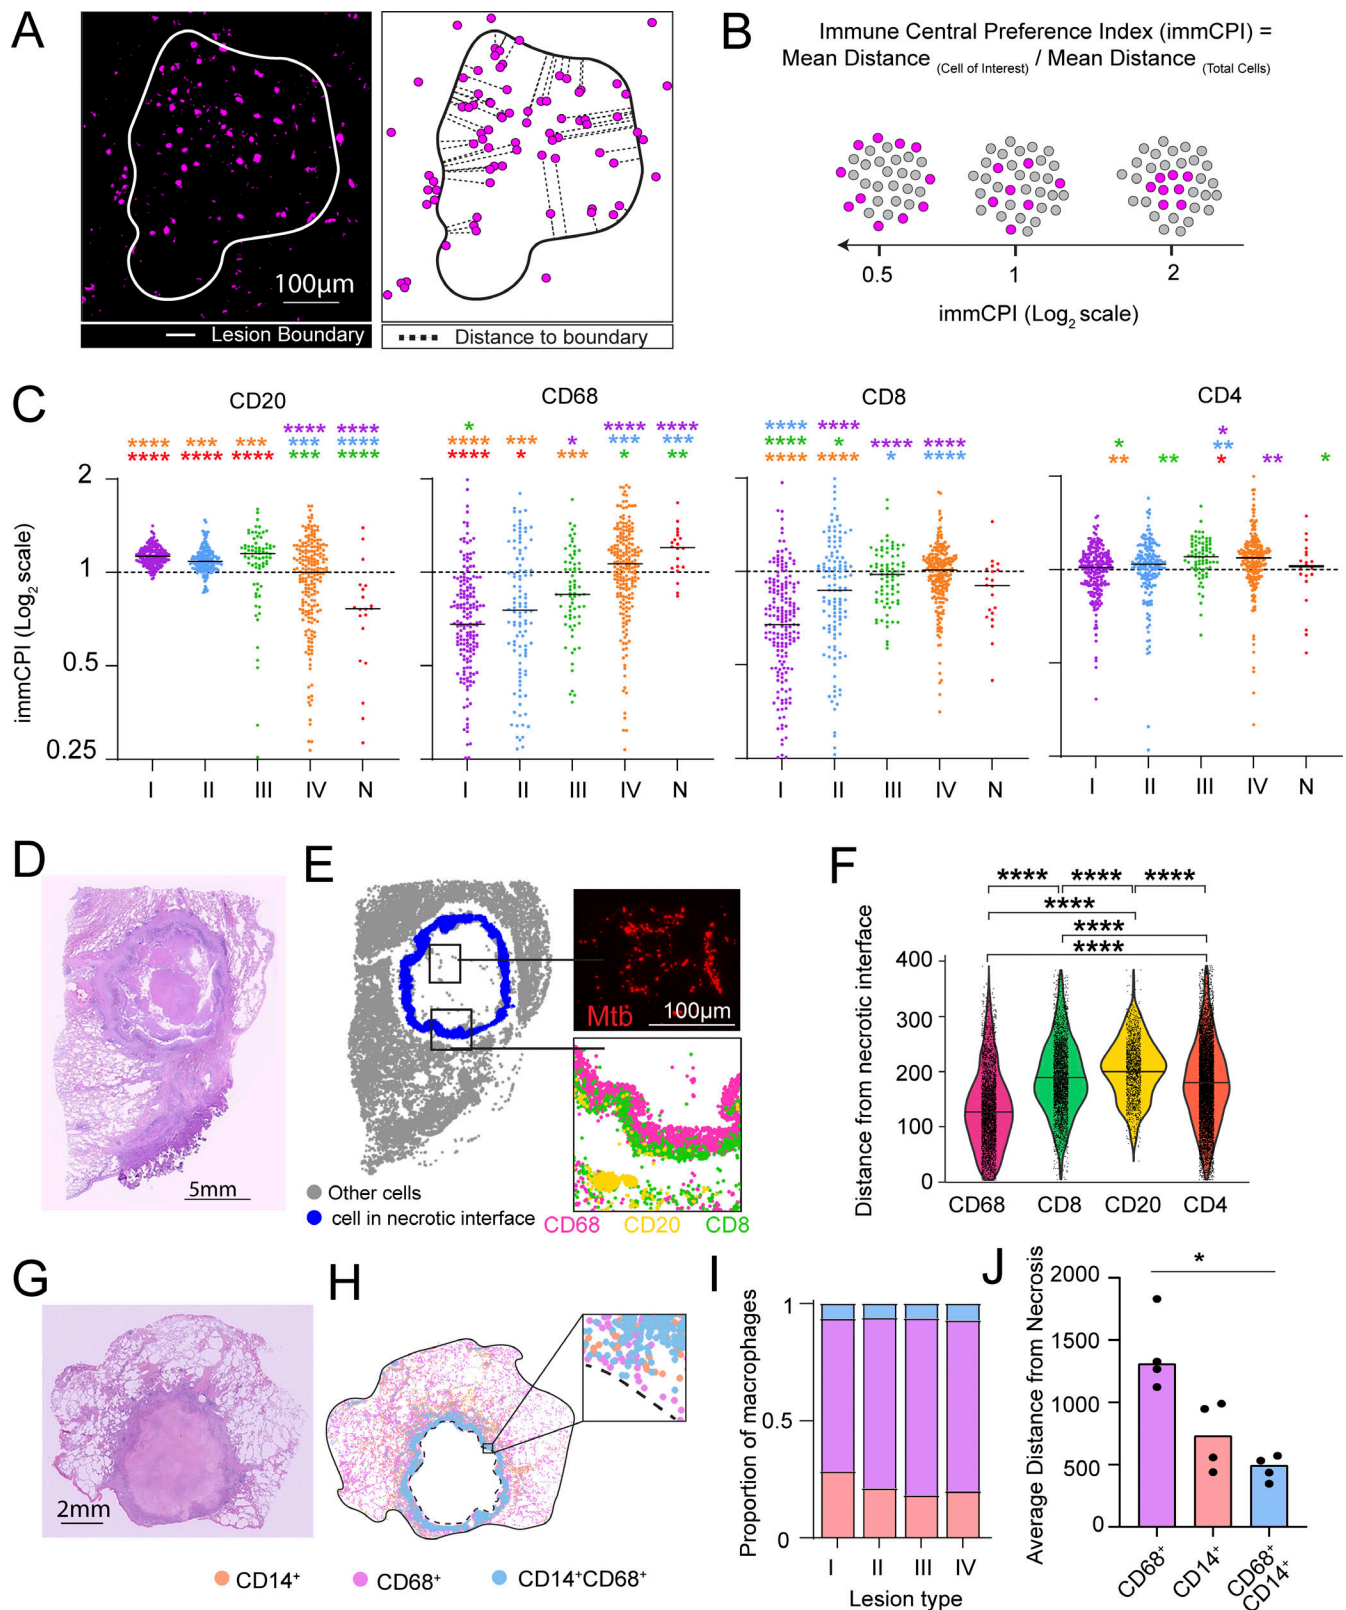 A
100µm
Lesion Boundary
Distance to boundary
B
Immune Central Preference Index (immCPI) =
Mean Distance (Cell of Interest) / Mean Distance (Total Cells)
0.5 1 2
immCPI (Log2 scale)
C
CD20 CD68 CD8 CD4
**** *** *** **** ****
**** **** **** *** ****
*** ****
* *** * **** ****
**** * *** *** ***
**** * **
**** **** **** ****
**** * * ****
**** ****
* ** * ** *
** **
*
immCPI (Log2 scale)
2
1
0.5
0.25
I II III IV N
I II III IV N
I II III IV N
I II III IV N
D
5mm
E
Mtb
100µm
Other cells
cell in necrotic interface
CD68 CD20 CD8
F
**** **** ****
****
****
****
Distance from necrotic interface
400
300
200
100
0
CD68 CD8 CD20 CD4
G
2mm
H
CD14+ CD68+ CD14+CD68+
I
Proportion of macrophages
1
0.5
0
I II III IV
Lesion type
J
*
Average Distance from Necrosis
2000
1500
1000
500
0
CD68+
CD14+
CD68+
CD14+